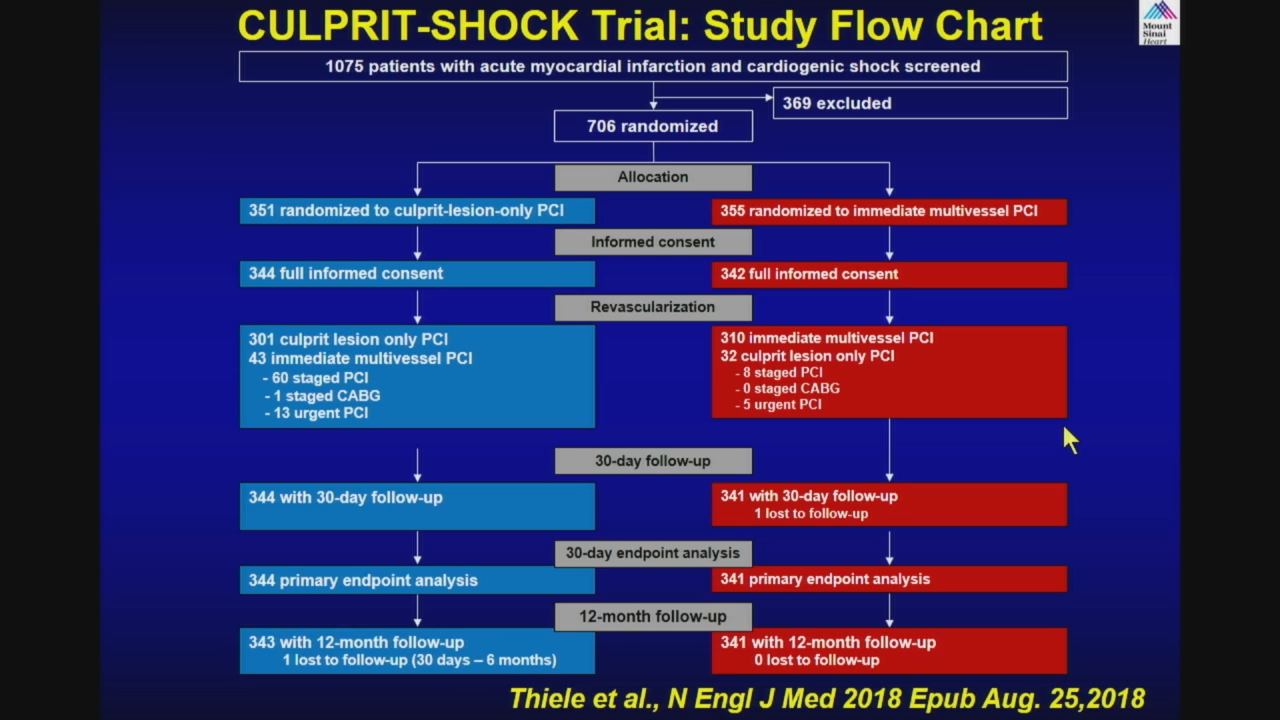 CULPRIT-SHOCK Trial: Study Flow Chart
Mount
Sinai
Heart
1075 patients with acute myocardial infarction and cardiogenic shock screened
369 excluded
706 randomized
Allocation
351 randomized to culprit-lesion-only PCI
355 randomized to immediate multivessel PCI
Informed consent
344 full informed consent
342 full informed consent
Revascularization
301 culprit lesion only PCI
43 immediate multivessel PCI
- 60 staged PCI
- 1 staged CABG
- 13 urgent PCI
310 immediate multivessel PCI
32 culprit lesion only PCI
- 8 staged PCI
- 0 staged CABG
- 5 urgent PCI
30-day follow-up
344 with 30-day follow-up
341 with 30-day follow-up
1 lost to follow-up
30-day endpoint analysis
344 primary endpoint analysis
341 primary endpoint analysis
12-month follow-up
343 with 12-month follow-up
1 lost to follow-up (30 days – 6 months)
341 with 12-month follow-up
0 lost to follow-up
Thiele et al., N Engl J Med 2018 Epub Aug. 25,2018